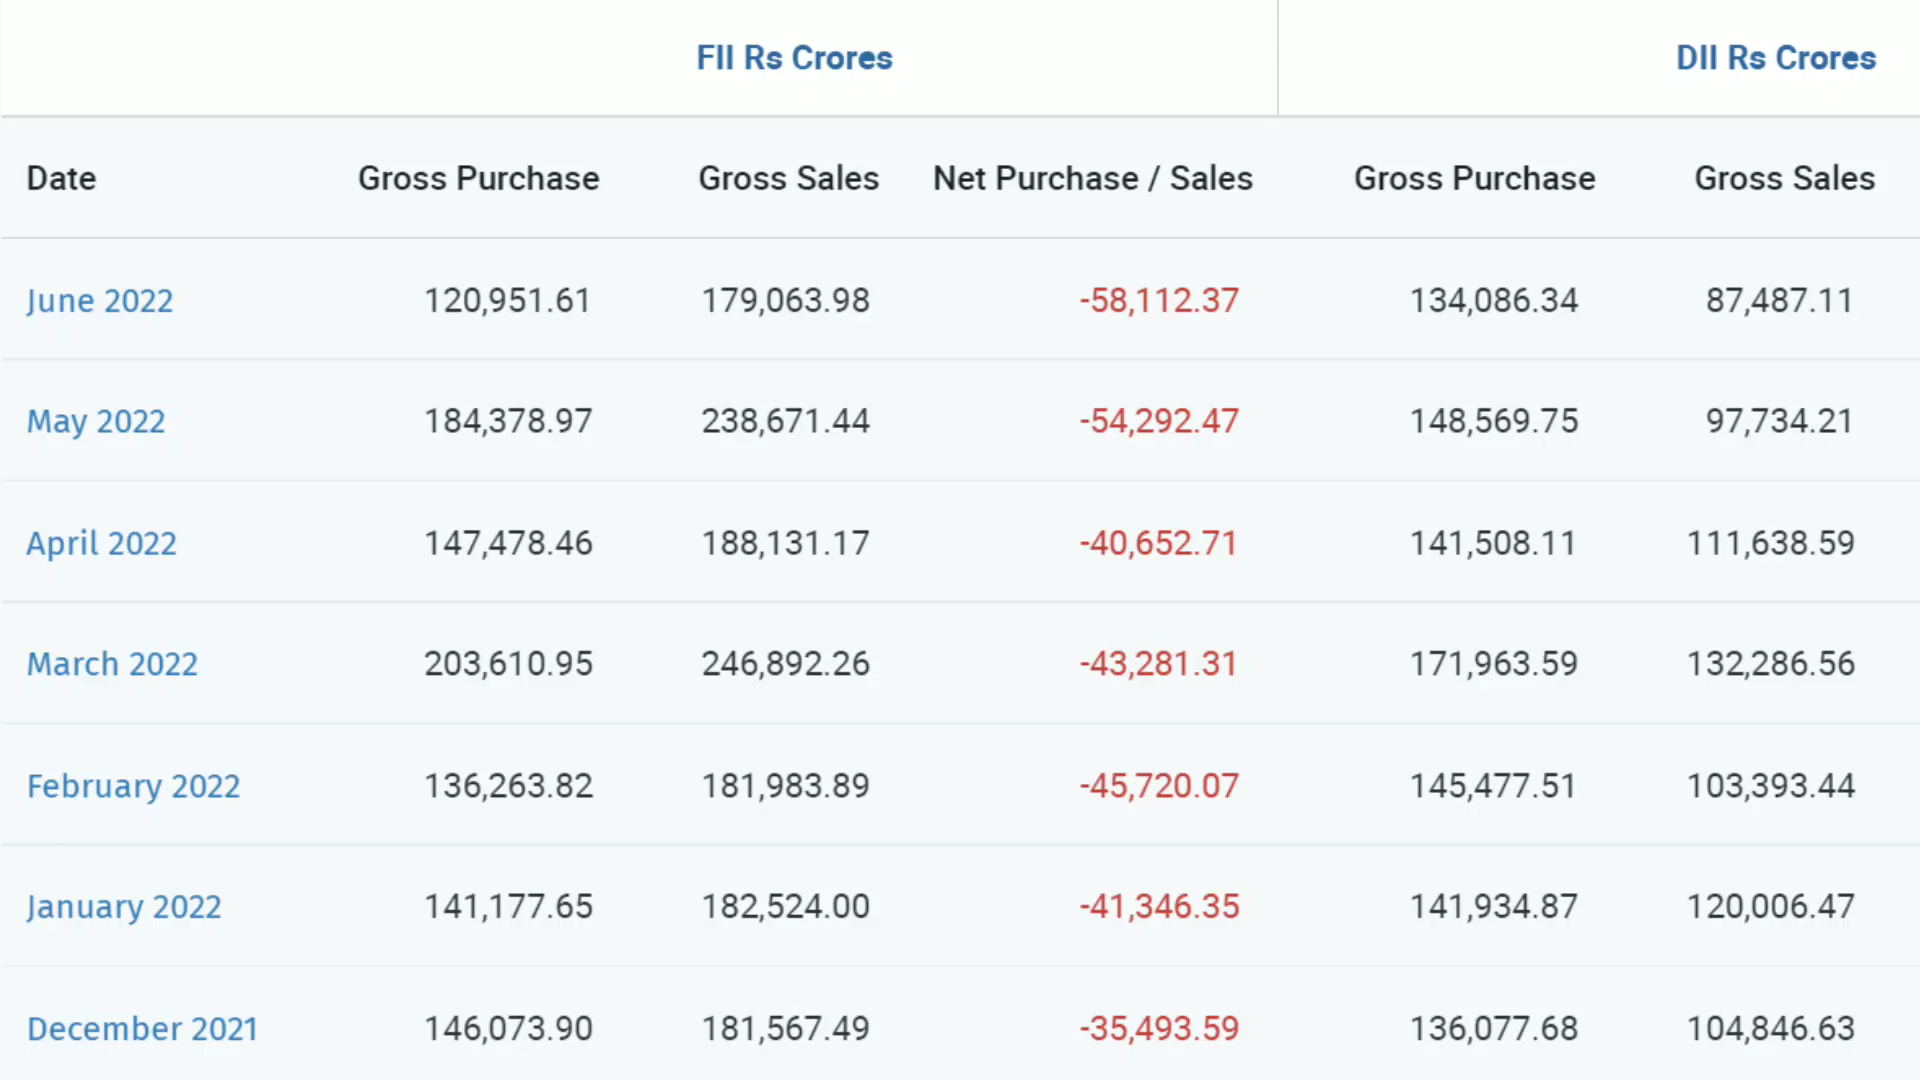 FII Rs Crores DII Rs Crores
Date Gross Purchase Gross Sales Net Purchase / Sales Gross Purchase Gross Sales
June 2022 120,951.61 179,063.98 -58,112.37 134,086.34 87,487.11
May 2022 184,378.97 238,671.44 -54,292.47 148,569.75 97,734.21
April 2022 147,478.46 188,131.17 -40,652.71 141,508.11 111,638.59
March 2022 203,610.95 246,892.26 -43,281.31 171,963.59 132,286.56
February 2022 136,263.82 181,983.89 -45,720.07 145,477.51 103,393.44
January 2022 141,177.65 182,524.00 -41,346.35 141,934.87 120,006.47
December 2021 146,073.90 181,567.49 -35,493.59 136,077.68 104,846.63